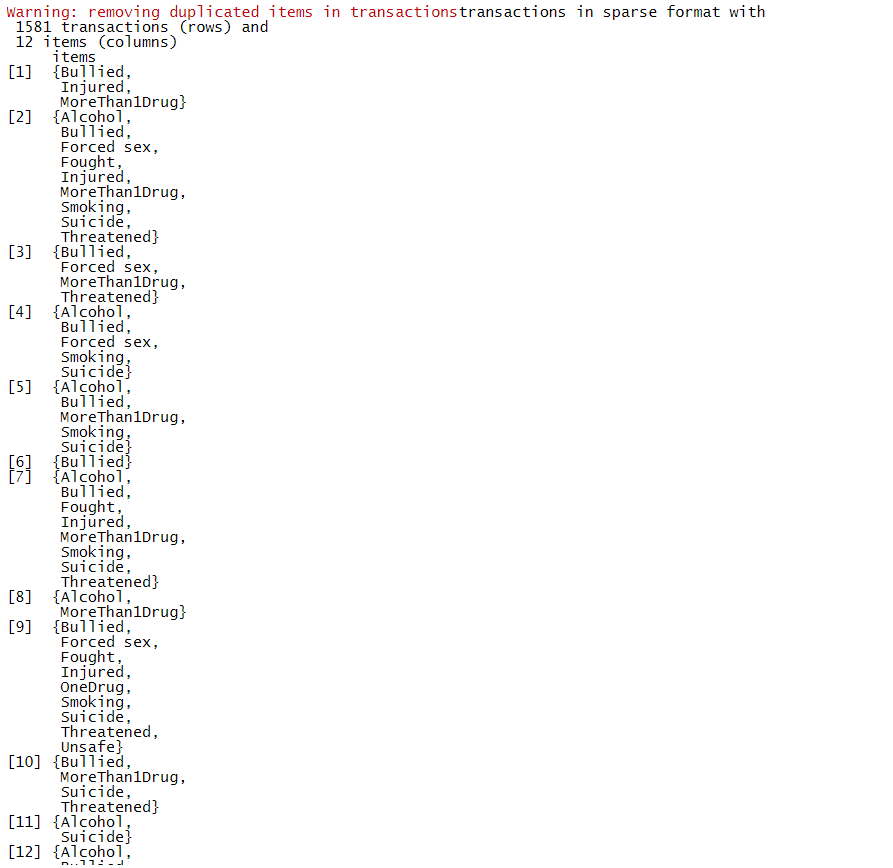 Warning: removing duplicated items in transactionstransactions in sparse format with
1581 transactions (rows) and
12 items (columns)
items
[1] {Bullied,
Injured,
MoreThan1Drug}
[2] {Alcohol,
Bullied,
Forced sex,
Fought,
Injured,
MoreThan1Drug,
Smoking,
Suicide,
Threatened}
[3] {Bullied,
Forced sex,
MoreThan1Drug,
Threatened}
[4] {Alcohol,
Bullied,
Forced sex,
Smoking,
Suicide}
[5] {Alcohol,
Bullied,
MoreThan1Drug,
Smoking,
Suicide}
[6] {Bullied}
[7] {Alcohol,
Bullied,
Fought,
Injured,
MoreThan1Drug,
Smoking,
Suicide,
Threatened}
[8] {Alcohol,
MoreThan1Drug}
[9] {Bullied,
Forced sex,
Fought,
Injured,
OneDrug,
Smoking,
Suicide,
Threatened,
Unsafe}
[10] {Bullied,
MoreThan1Drug,
Suicide,
Threatened}
[11] {Alcohol,
Suicide}
[12] {Alcohol,